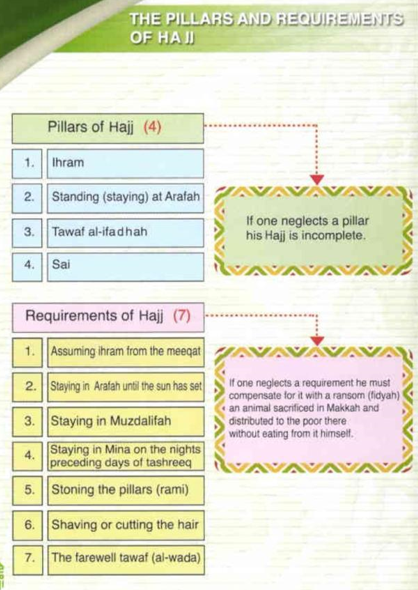 THE PILLARS AND REQUIREMENTS
OF HAJJ
Pillars of Hajj (4)
1. Ihram
2. Standing (staying) at Arafah
3. Tawaf al-ifadhah
4. Sai
If one neglects a pillar
his Hajj is incomplete.
Requirements of Hajj (7)
1. Assuming ihram from the meeqat
2. Staying in Arafah until the sun has set
3. Staying in Muzdalifah
4. Staying in Mina on the nights
preceding days of tashreeq
5. Stoning the pillars (rami)
6. Shaving or cutting the hair
7. The farewell tawaf (al-wada)
If one neglects a requirement he must
compensate for it with a ransom (fidyah)
an animal sacrificed in Makkah and
distributed to the poor there
without eating from it himself.